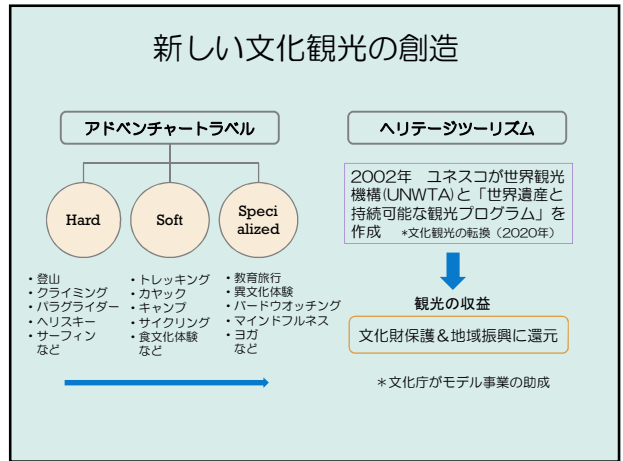 新しい文化観光の創造
アドベンチャートラベル
Hard
Soft
Speci
alized
・登山
・クライミング
・パラグライダー
・ヘリスキー
・サーフィン
など
・トレッキング
・カヤック
・キャンプ
・サイクリング
・食文化体験
など
・教育旅行
・異文化体験
・バードウオッチング
・マインドフルネス
・ヨガ
など
ヘリテージツーリズム
2002年　ユネスコが世界観光
機構(UNWTA)と「世界遺産と
持続可能な観光プログラム」を
作成　*文化観光の転換（2020年）
観光の収益
文化財保護＆地域振興に還元
＊文化庁がモデル事業の助成